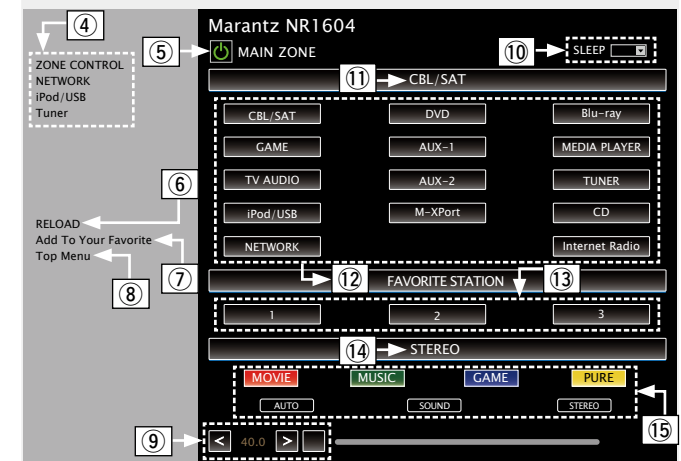 ④
Marantz NR1604
⑤ MAIN ZONE ⑩ SLEEP
ZONE CONTROL
NETWORK
iPod/USB
Tuner
⑪ CBL/SAT
CBL/SAT DVD Blu-ray
GAME AUX-1 MEDIA PLAYER
TV AUDIO AUX-2 TUNER
iPod/USB M-XPort CD
NETWORK Internet Radio
⑥
RELOAD
Add To Your Favorite
Top Menu
⑦
⑧
⑫ FAVORITE STATION ⑬
1 2 3
⑭ STEREO
MOVIE MUSIC GAME PURE
AUTO SOUND STEREO
⑮
⑨ < 40.0 >